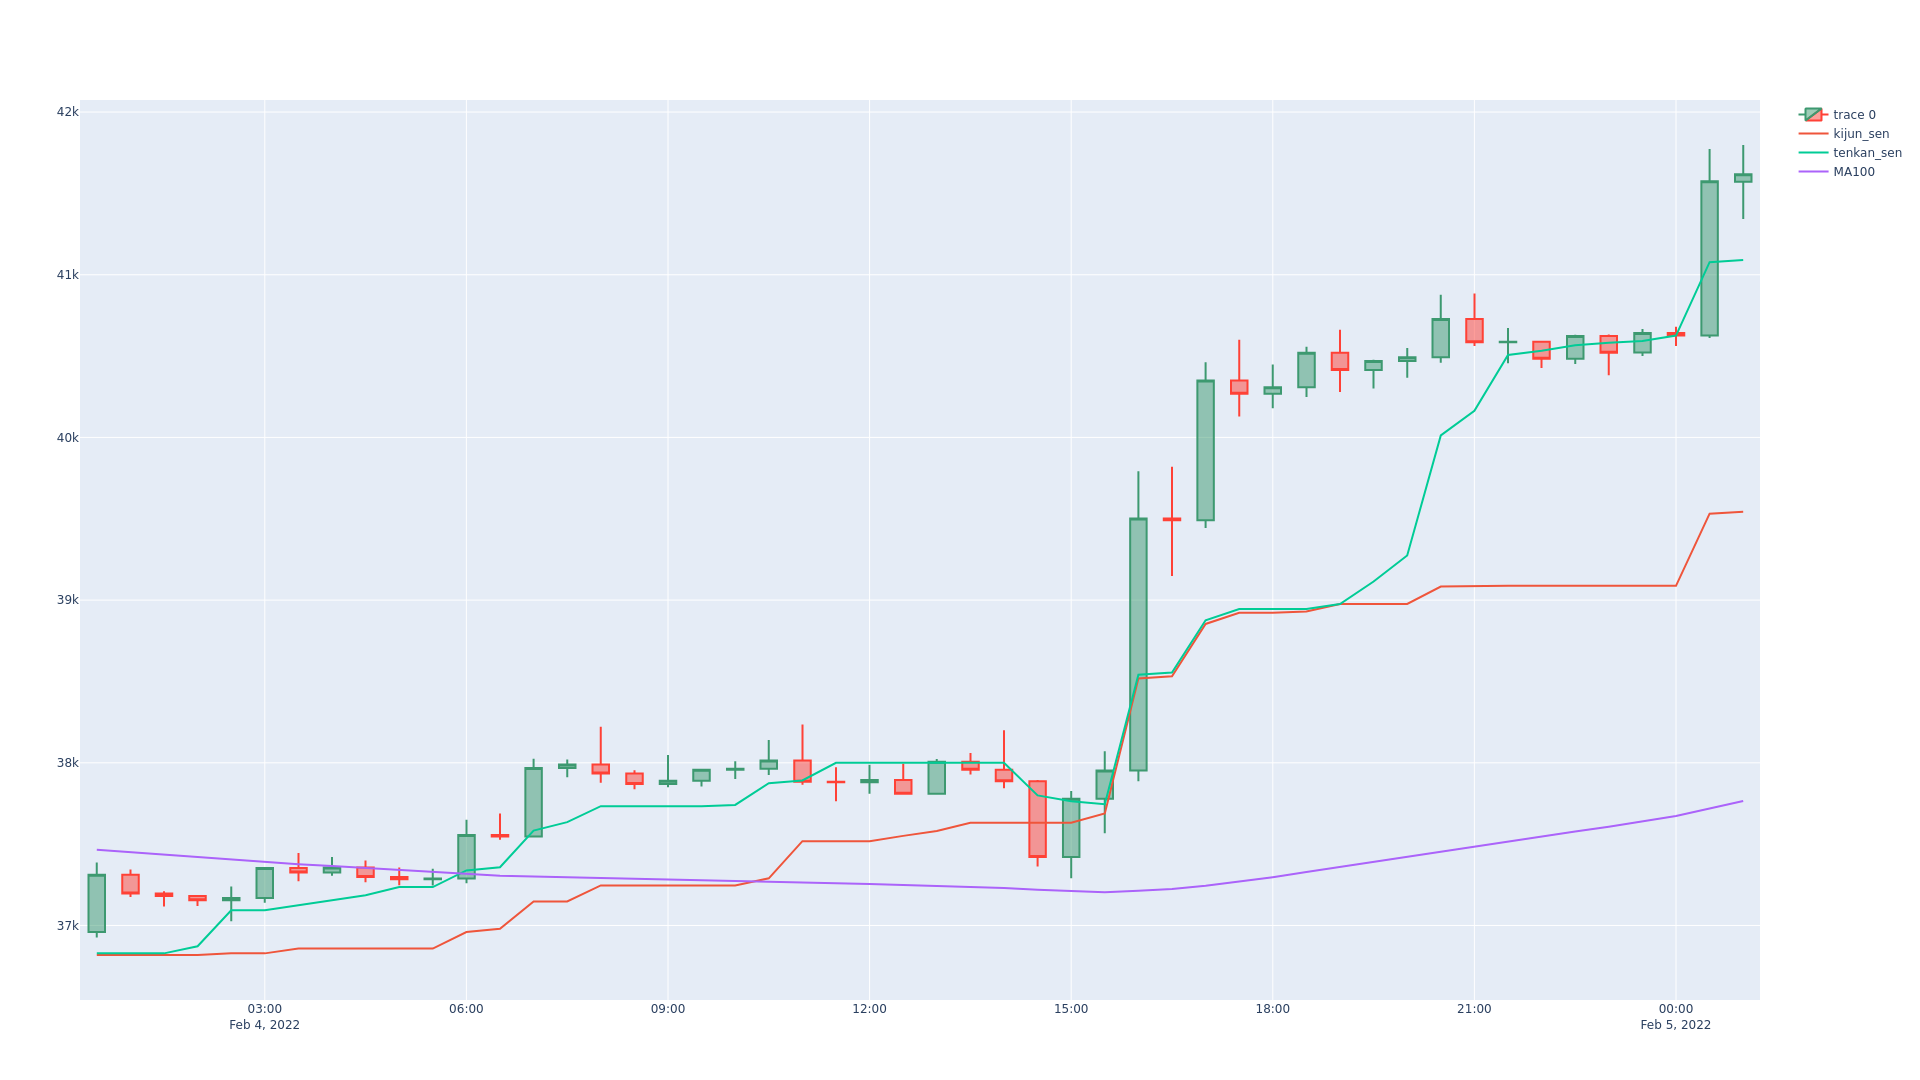 42k
41k
40k
39k
38k
37k
03:00
Feb 4, 2022
06:00
09:00
12:00
15:00
18:00
21:00
00:00
Feb 5, 2022
trace 0
kijun_sen
tenkan_sen
MA100